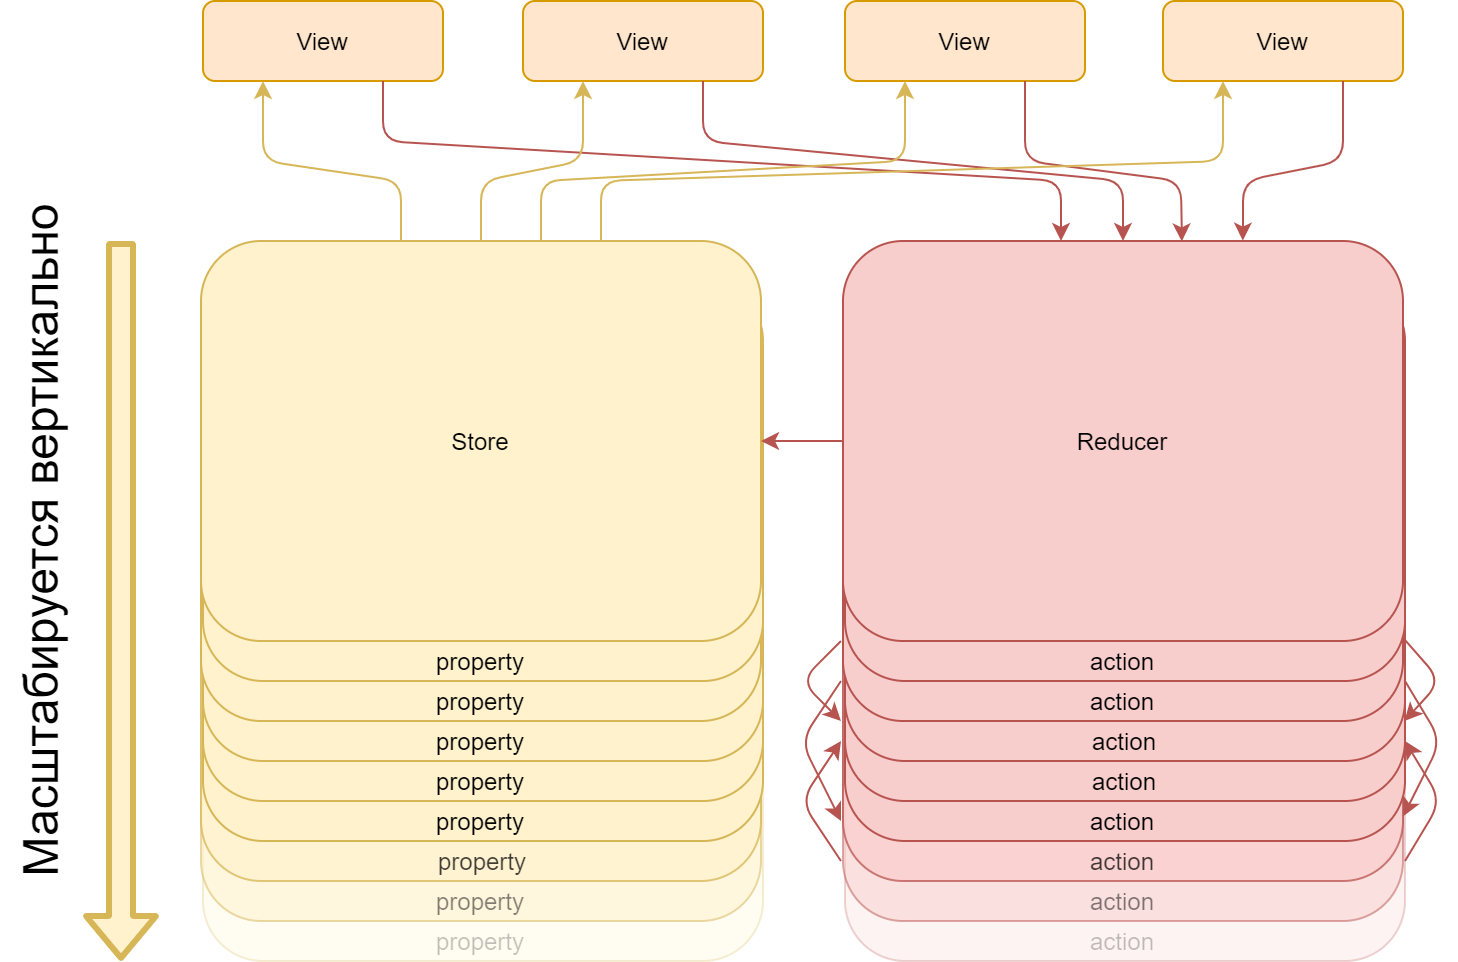 View
View
View
View
Масштабируется вертикально
Store
Reducer
property
action
property
action
property
action
property
action
property
action
property
action
property
action
property
action